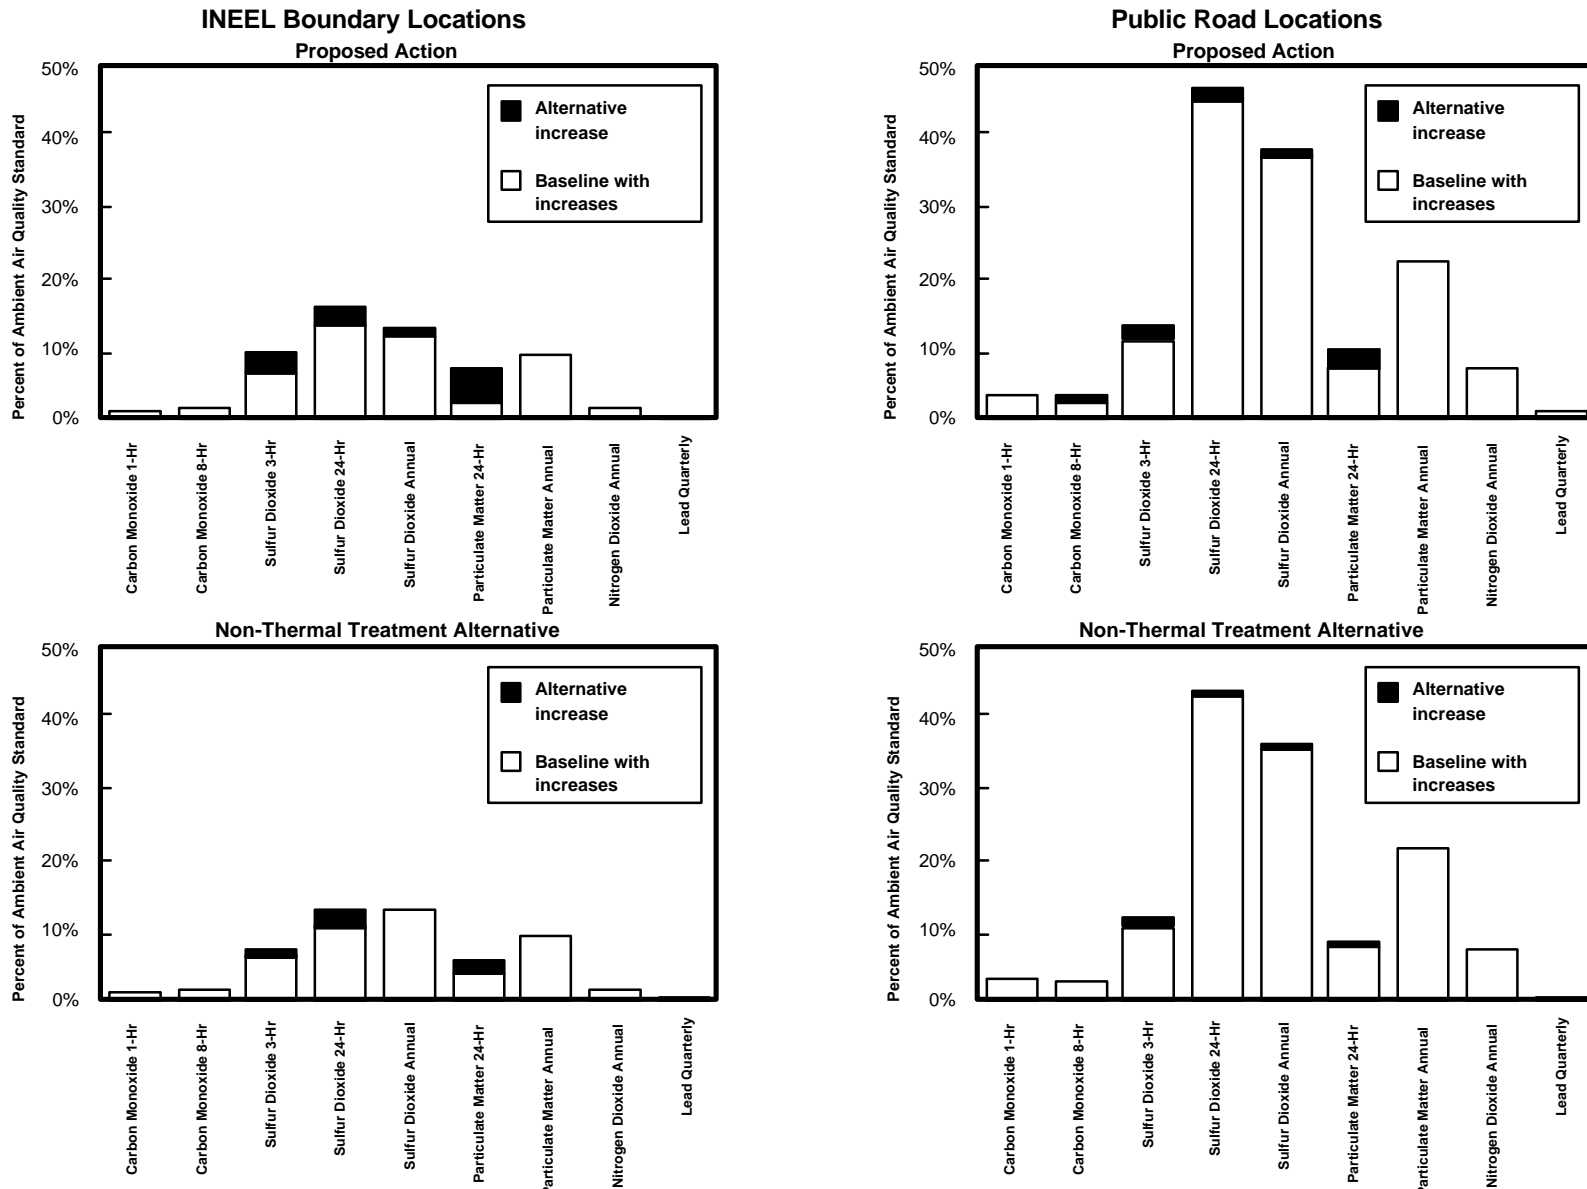 INEEL Boundary Locations
Proposed Action
Percent of Ambient Air Quality Standard
50%
40%
30%
20%
10%
0%
Alternative
increase
Baseline with
increases
Carbon Monoxide 1-Hr
Carbon Monoxide 8-Hr
Sulfur Dioxide 3-Hr
Sulfur Dioxide 24-Hr
Sulfur Dioxide Annual
Particulate Matter 24-Hr
Particulate Matter Annual
Nitrogen Dioxide Annual
Lead Quarterly
Public Road Locations
Proposed Action
Percent of Ambient Air Quality Standard
50%
40%
30%
20%
10%
0%
Alternative
increase
Baseline with
increases
Carbon Monoxide 1-Hr
Carbon Monoxide 8-Hr
Sulfur Dioxide 3-Hr
Sulfur Dioxide 24-Hr
Sulfur Dioxide Annual
Particulate Matter 24-Hr
Particulate Matter Annual
Nitrogen Dioxide Annual
Lead Quarterly
Non-Thermal Treatment Alternative
Percent of Ambient Air Quality Standard
50%
40%
30%
20%
10%
0%
Alternative
increase
Baseline with
increases
Carbon Monoxide 1-Hr
Carbon Monoxide 8-Hr
Sulfur Dioxide 3-Hr
Sulfur Dioxide 24-Hr
Sulfur Dioxide Annual
Particulate Matter 24-Hr
Particulate Matter Annual
Nitrogen Dioxide Annual
Lead Quarterly
Non-Thermal Treatment Alternative
Percent of Ambient Air Quality Standard
50%
40%
30%
20%
10%
0%
Alternative
increase
Baseline with
increases
Carbon Monoxide 1-Hr
Carbon Monoxide 8-Hr
Sulfur Dioxide 3-Hr
Sulfur Dioxide 24-Hr
Sulfur Dioxide Annual
Particulate Matter 24-Hr
Particulate Matter Annual
Nitrogen Dioxide Annual
Lead Quarterly